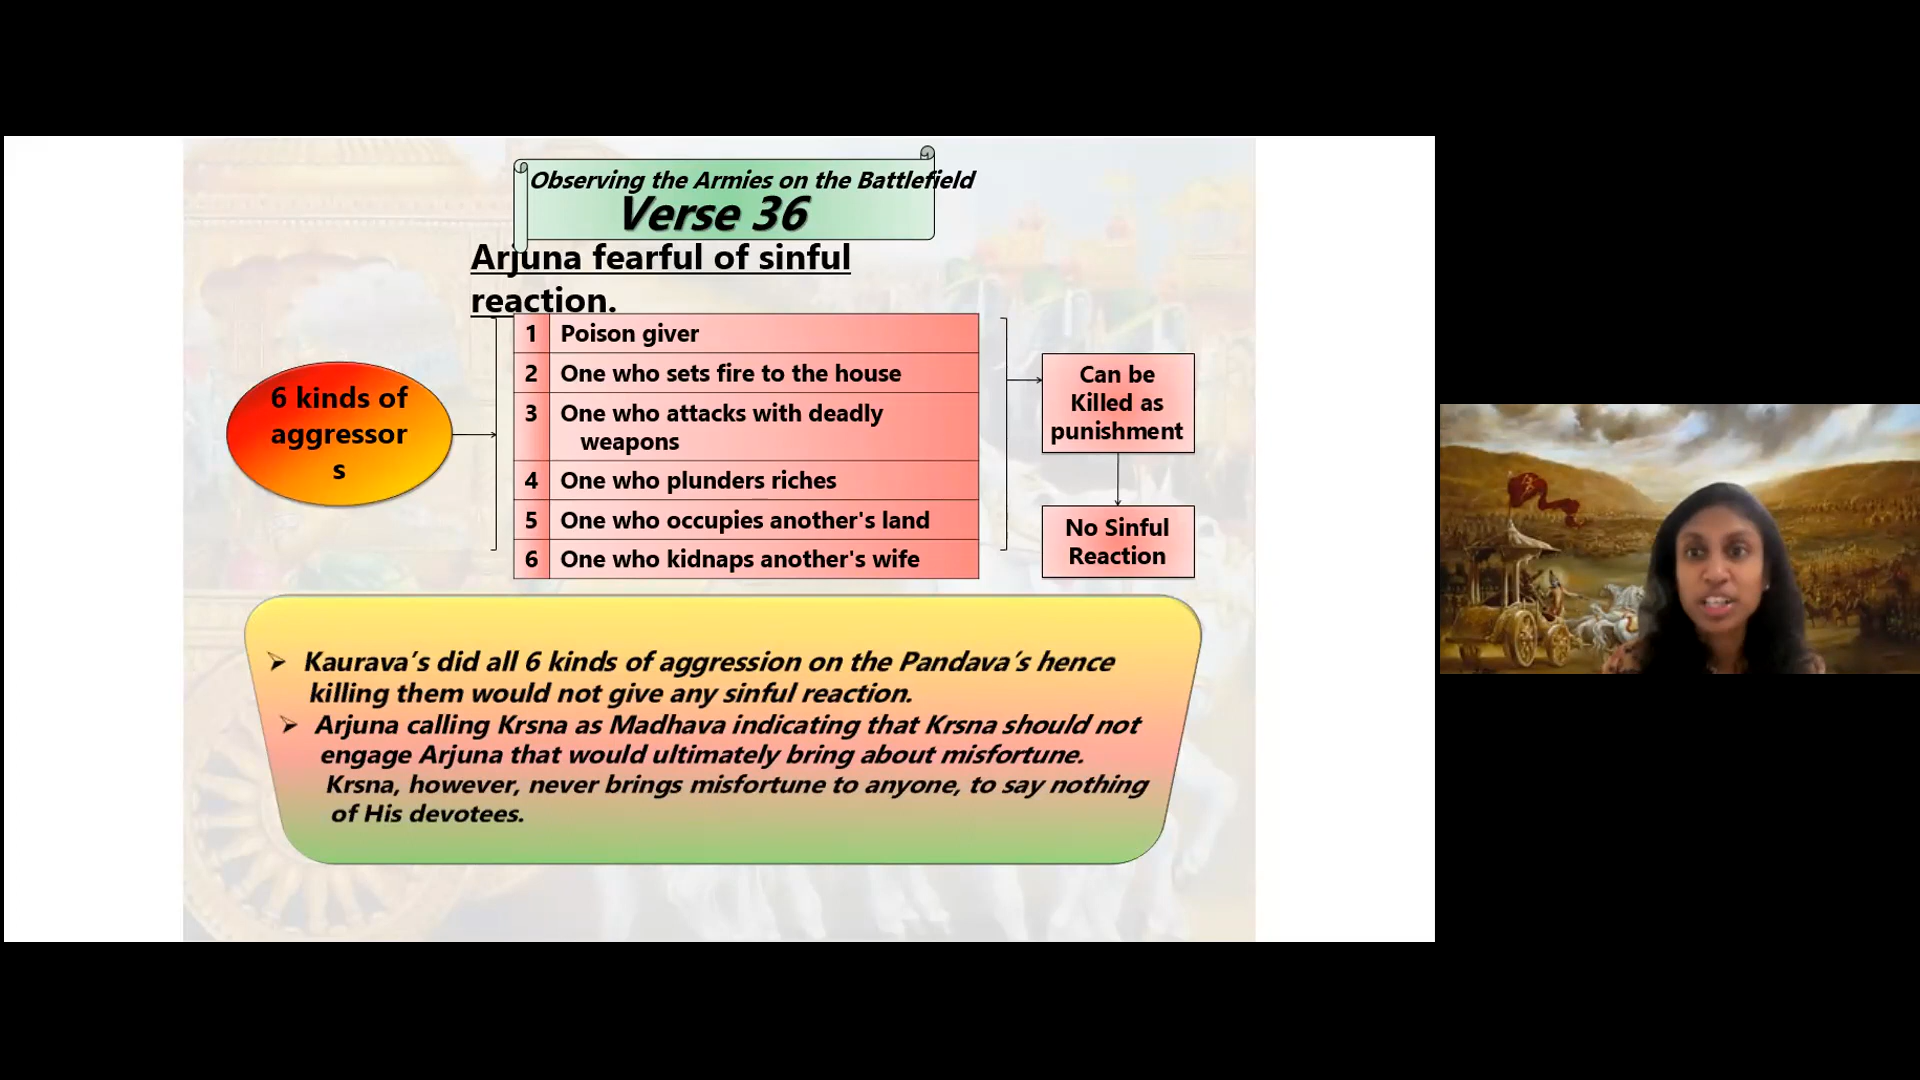 Observing the Armies on the Battlefield
Verse 36
Arjuna fearful of sinful
reaction.
6 kinds of
aggressor
s
1 Poison giver
2 One who sets fire to the house
3 One who attacks with deadly
weapons
4 One who plunders riches
5 One who occupies another's land
6 One who kidnaps another's wife
Can be
Killed as
punishment
No Sinful
Reaction
➢ Kaurava’s did all 6 kinds of aggression on the Pandava’s hence
killing them would not give any sinful reaction.
➢ Arjuna calling Krsna as Madhava indicating that Krsna should not
engage Arjuna that would ultimately bring about misfortune.
Krsna, however, never brings misfortune to anyone, to say nothing
of His devotees.